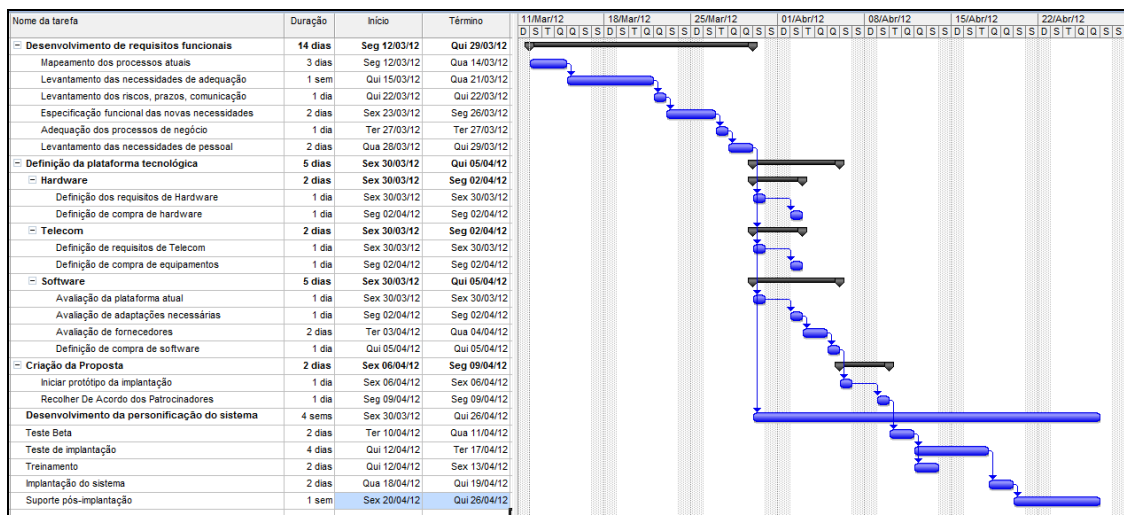 Nome da tarefa Duração Início Término 11/Mar/12 18/Mar/12 25/Mar/12 01/Abr/12 08/Abr/12 15/Abr/12 22/Abr/12
D S T Q Q S S D S T Q Q S S D S T Q Q S S D S T Q Q S S D S T Q Q S S D S T Q Q S S D S T Q Q S S
Desenvolvimento de requisitos funcionais 14 dias Seg 12/03/12 Qui 29/03/12
Mapeamento dos processos atuais 3 dias Seg 12/03/12 Qua 14/03/12
Levantamento das necessidades de adequação 1 sem Qui 15/03/12 Qua 21/03/12
Levantamento dos riscos, prazos, comunicação 1 dia Qui 22/03/12 Qui 22/03/12
Especificação funcional das novas necessidades 2 dias Sex 23/03/12 Seg 26/03/12
Adequação dos processos de negócio 1 dia Ter 27/03/12 Ter 27/03/12
Levantamento das necessidades de pessoal 2 dias Qua 28/03/12 Qui 29/03/12
Definição da plataforma tecnológica 5 dias Sex 30/03/12 Qui 05/04/12
Hardware 2 dias Sex 30/03/12 Seg 02/04/12
Definição dos requisitos de Hardware 1 dia Sex 30/03/12 Sex 30/03/12
Definição de compra de hardware 1 dia Seg 02/04/12 Seg 02/04/12
Telecom 2 dias Sex 30/03/12 Seg 02/04/12
Definição de requisitos de Telecom 1 dia Sex 30/03/12 Sex 30/03/12
Definição de compra de equipamentos 1 dia Seg 02/04/12 Seg 02/04/12
Software 5 dias Sex 30/03/12 Qui 05/04/12
Avaliação da plataforma atual 1 dia Sex 30/03/12 Sex 30/03/12
Avaliação de adaptações necessárias 1 dia Seg 02/04/12 Seg 02/04/12
Avaliação de fornecedores 2 dias Ter 03/04/12 Qua 04/04/12
Definição de compra de software 1 dia Qui 05/04/12 Qui 05/04/12
Criação da Proposta 2 dias Sex 06/04/12 Seg 09/04/12
Iniciar protótipo da implantação 1 dia Sex 06/04/12 Sex 06/04/12
Recolher De Acordo dos Patrocinadores 1 dia Seg 09/04/12 Seg 09/04/12
Desenvolvimento da personificação do sistema 4 sems Sex 30/03/12 Qui 26/04/12
Teste Beta 2 dias Ter 10/04/12 Qua 11/04/12
Teste de implantação 4 dias Qui 12/04/12 Ter 17/04/12
Treinamento 2 dias Qui 12/04/12 Sex 13/04/12
Implantação do sistema 2 dias Qua 18/04/12 Qui 19/04/12
Suporte pós-implantação 1 sem Sex 20/04/12 Qui 26/04/12